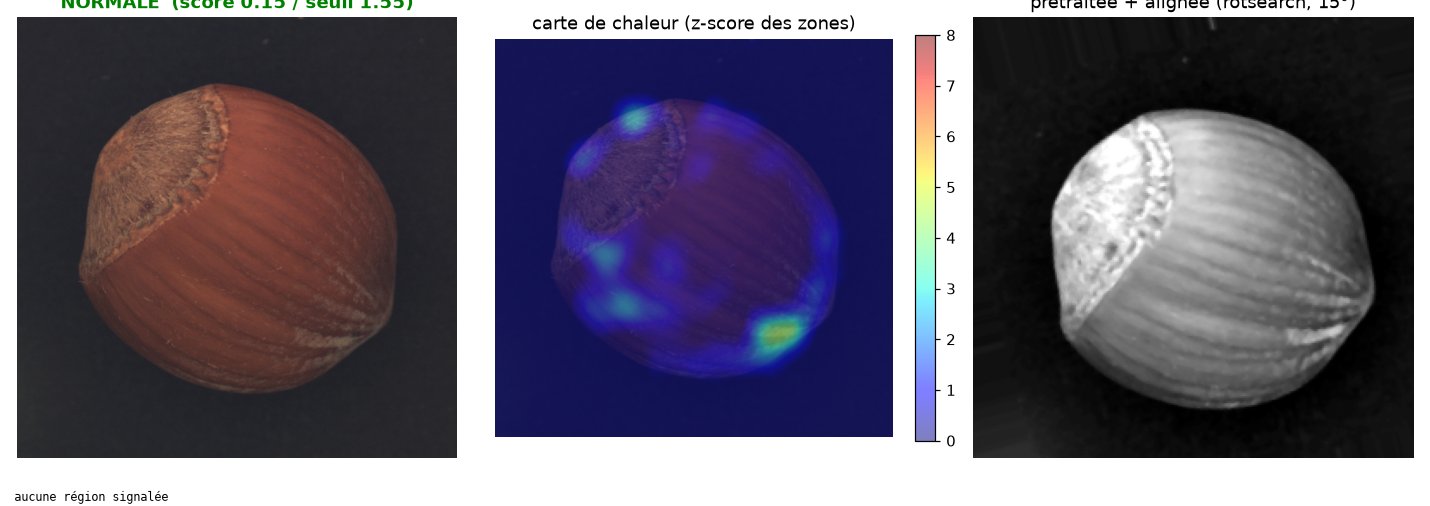 NORMALE (score 0.15 / seuil 1.55)
carte de chaleur (z-score des zones)
prétraitée + alignée (rotsearch, 15°)
8
7
6
5
4
3
2
1
0
aucune région signalée